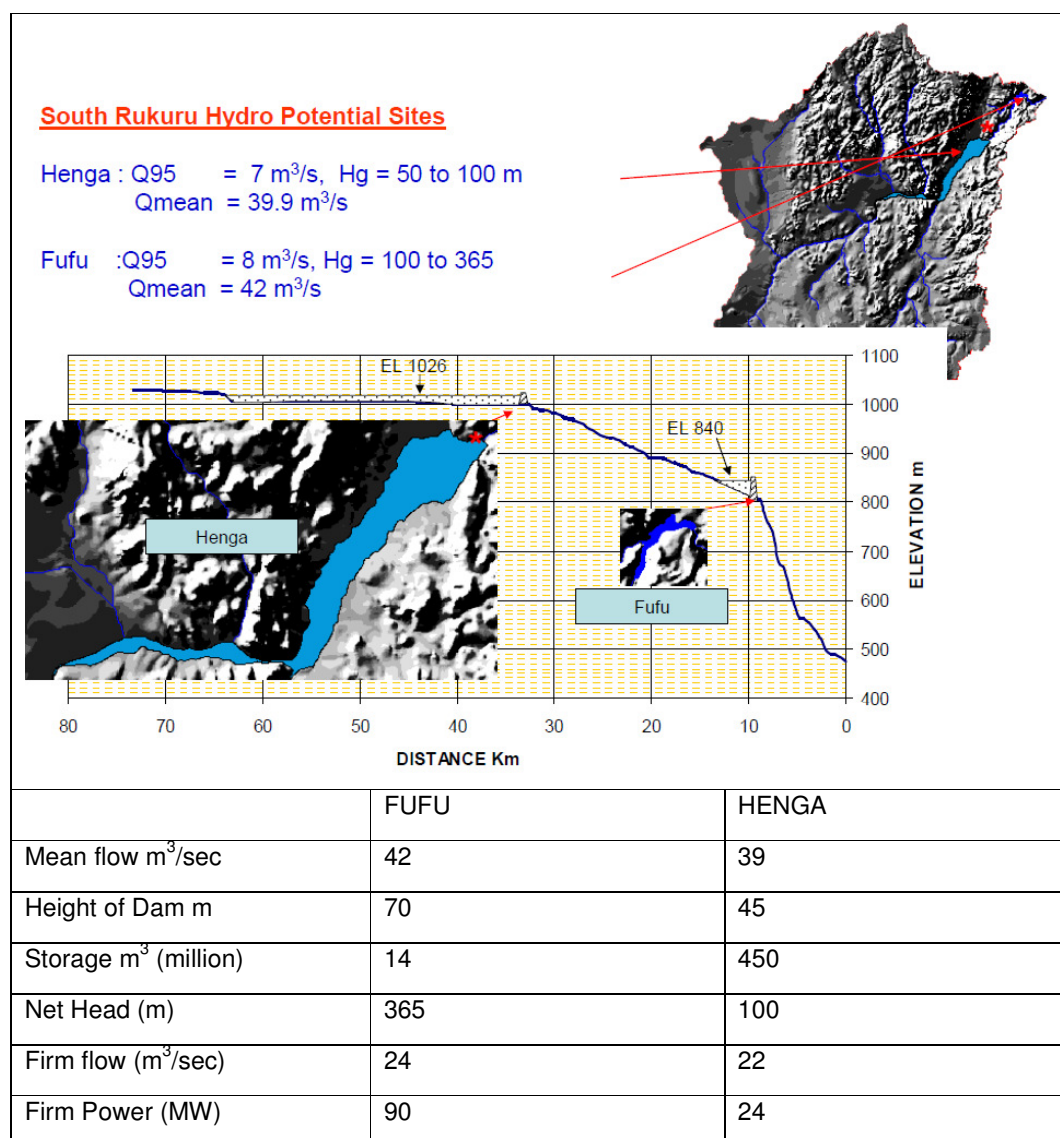 South Rukuru Hydro Potential Sites
Henga : Q95 = 7 m³/s, Hg = 50 to 100 m
Qmean = 39.9 m³/s
Fufu :Q95 = 8 m³/s, Hg = 100 to 365
Qmean = 42 m³/s
EL 1026
EL 840
Henga
Fufu
1100
1000
900
800
700
600
500
400
ELEVATION m
80 70 60 50 40 30 20 10 0
DISTANCE Km
FUFU HENGA
Mean flow m³/sec 42 39
Height of Dam m 70 45
Storage m³ (million) 14 450
Net Head (m) 365 100
Firm flow (m³/sec) 24 22
Firm Power (MW) 90 24